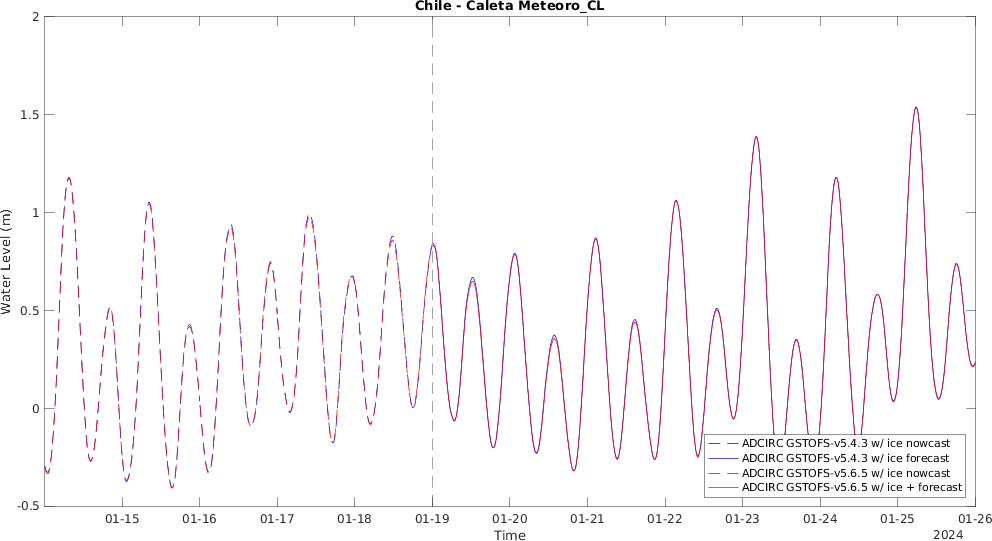 Chile - Caleta Meteoro_CL
2
1.5
1
0.5
0
-0.5
Water Level (m)
ADCIRC GSTOFS-v5.4.3 w/ ice nowcast
ADCIRC GSTOFS-v5.4.3 w/ ice forecast
ADCIRC GSTOFS-v5.6.5 w/ ice nowcast
ADCIRC GSTOFS-v5.6.5 w/ ice + forecast
01-15 01-16 01-17 01-18 01-19 01-20 01-21 01-22 01-23 01-24 01-25 01-26
Time
2024